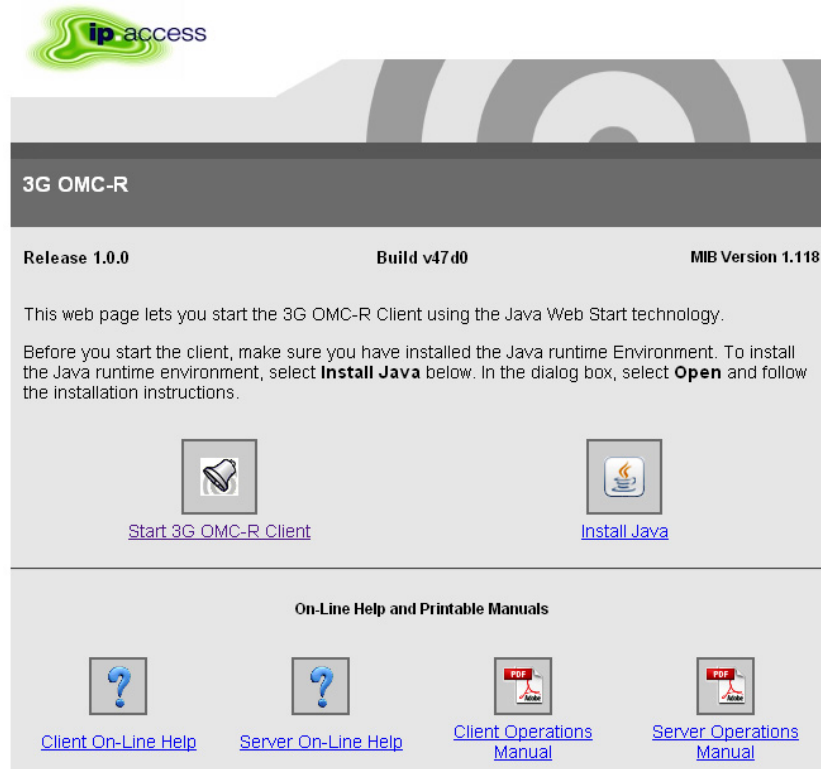 ip.access
3G OMC-R
Release 1.0.0 Build v47d0 MIB Version 1.118
This web page lets you start the 3G OMC-R Client using the Java Web Start technology.
Before you start the client, make sure you have installed the Java runtime Environment. To install
the Java runtime environment, select Install Java below. In the dialog box, select Open and follow
the installation instructions.
Start 3G OMC-R Client Install Java
On-Line Help and Printable Manuals
PDF PDF
Adobe Adobe
Client On-Line Help Server On-Line Help Client Operations Manual Server Operations Manual